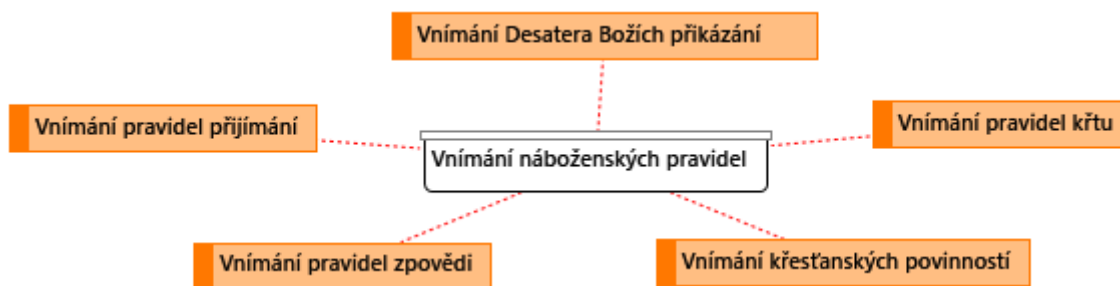 Vnímání Desatera Božích přikázání
Vnímání pravidel přijímání
Vnímání pravidel křtu
Vnímání náboženských pravidel
Vnímání pravidel zpovědi
Vnímání křesťanských povinností